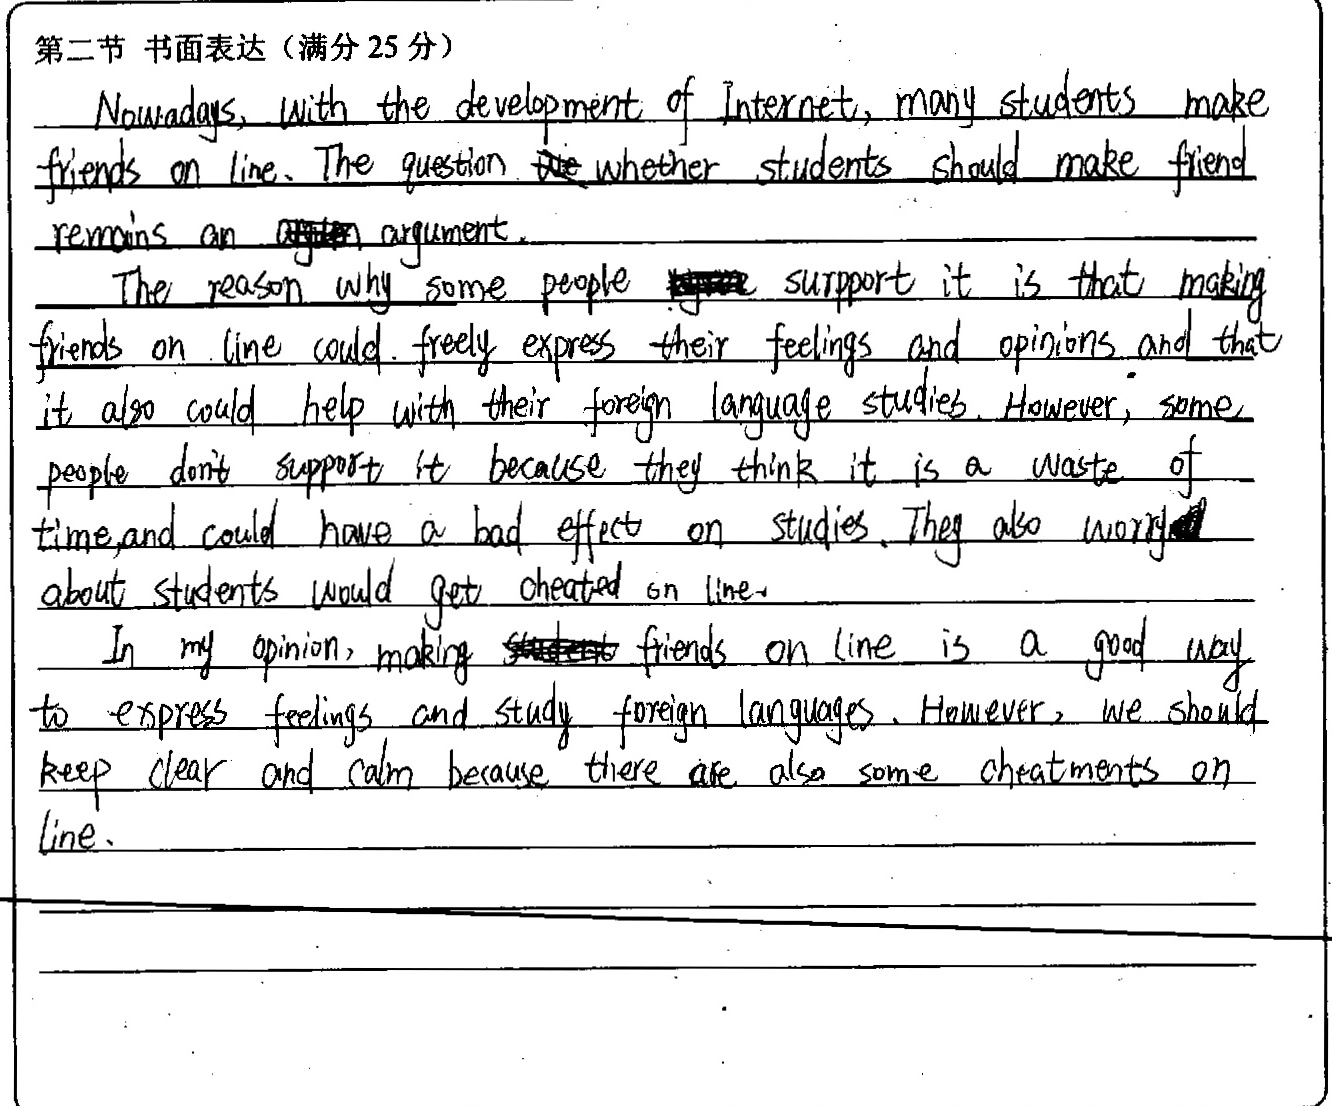 第二节 书面表达（满分 25 分）
Nowadays, with the development of Internet, many students make
friends on line. The question whether students should make friend
remains an argument.
The reason why some people surpport it is that making
friends on line could freely express their feelings and opinions and that
it also could help with their foreign language studies. However, some
people don't support it because they think it is a waste of
time, and could have a bad effect on studies. They also worry
about students would get cheated on line.
In my opinion, making friends on line is a good way
to express feelings and study foreign languages. However, we should
keep clear and calm because there are also some cheatments on
line.